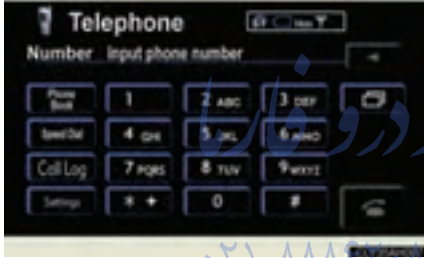 Telephone
Number Input phone number
Phone Book 1 2 ABC 3 DEF
Speed Dial 4 GHI 5 JKL 6 MNO
Call Log 7 PQRS 8 TUV 9 WXYZ
Settings * + 0 #